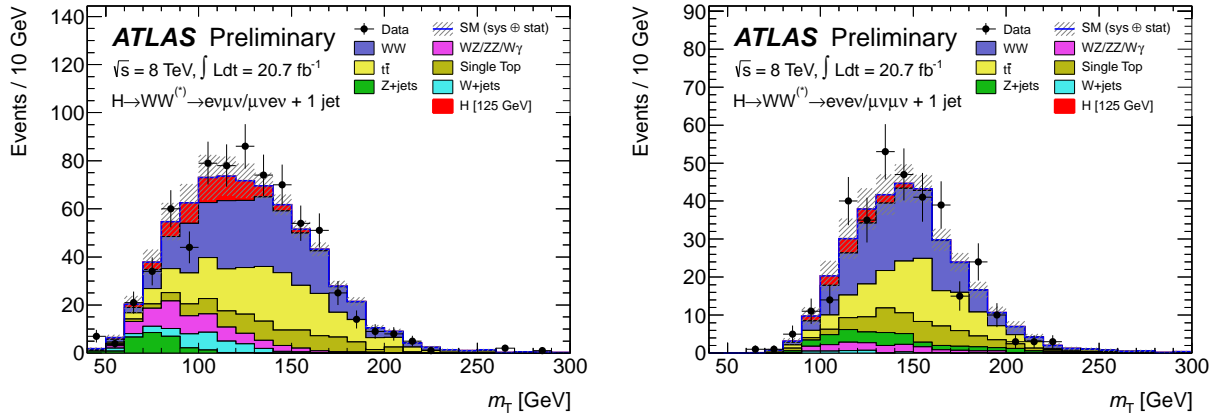 Events / 10 GeV
140
120
100
80
60
40
20
0
ATLAS Preliminary
√s = 8 TeV, ∫ Ldt = 20.7 fb⁻¹
H→WW⁽*⁾→eνμν/μνeν + 1 jet
Data
SM (sys ⊕ stat)
WW
WZ/ZZ/Wγ
tt̄
Single Top
Z+jets
W+jets
H [125 GeV]
50 100 150 200 250 300
m_T [GeV]
Events / 10 GeV
90
80
70
60
50
40
30
20
10
0
ATLAS Preliminary
√s = 8 TeV, ∫ Ldt = 20.7 fb⁻¹
H→WW⁽*⁾→eνeν/μνμν + 1 jet
Data
SM (sys ⊕ stat)
WW
WZ/ZZ/Wγ
tt̄
Single Top
Z+jets
W+jets
H [125 GeV]
50 100 150 200 250 300
m_T [GeV]